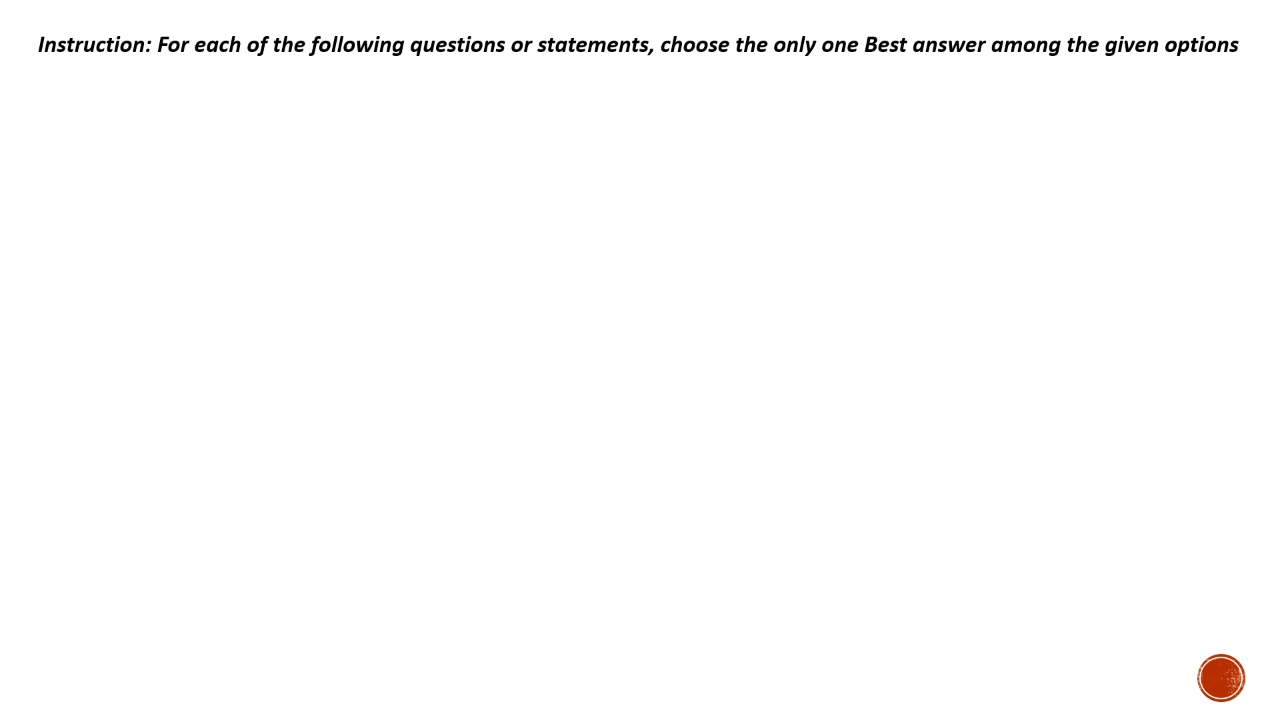 Instruction: For each of the following questions or statements, choose the only one Best answer among the given options